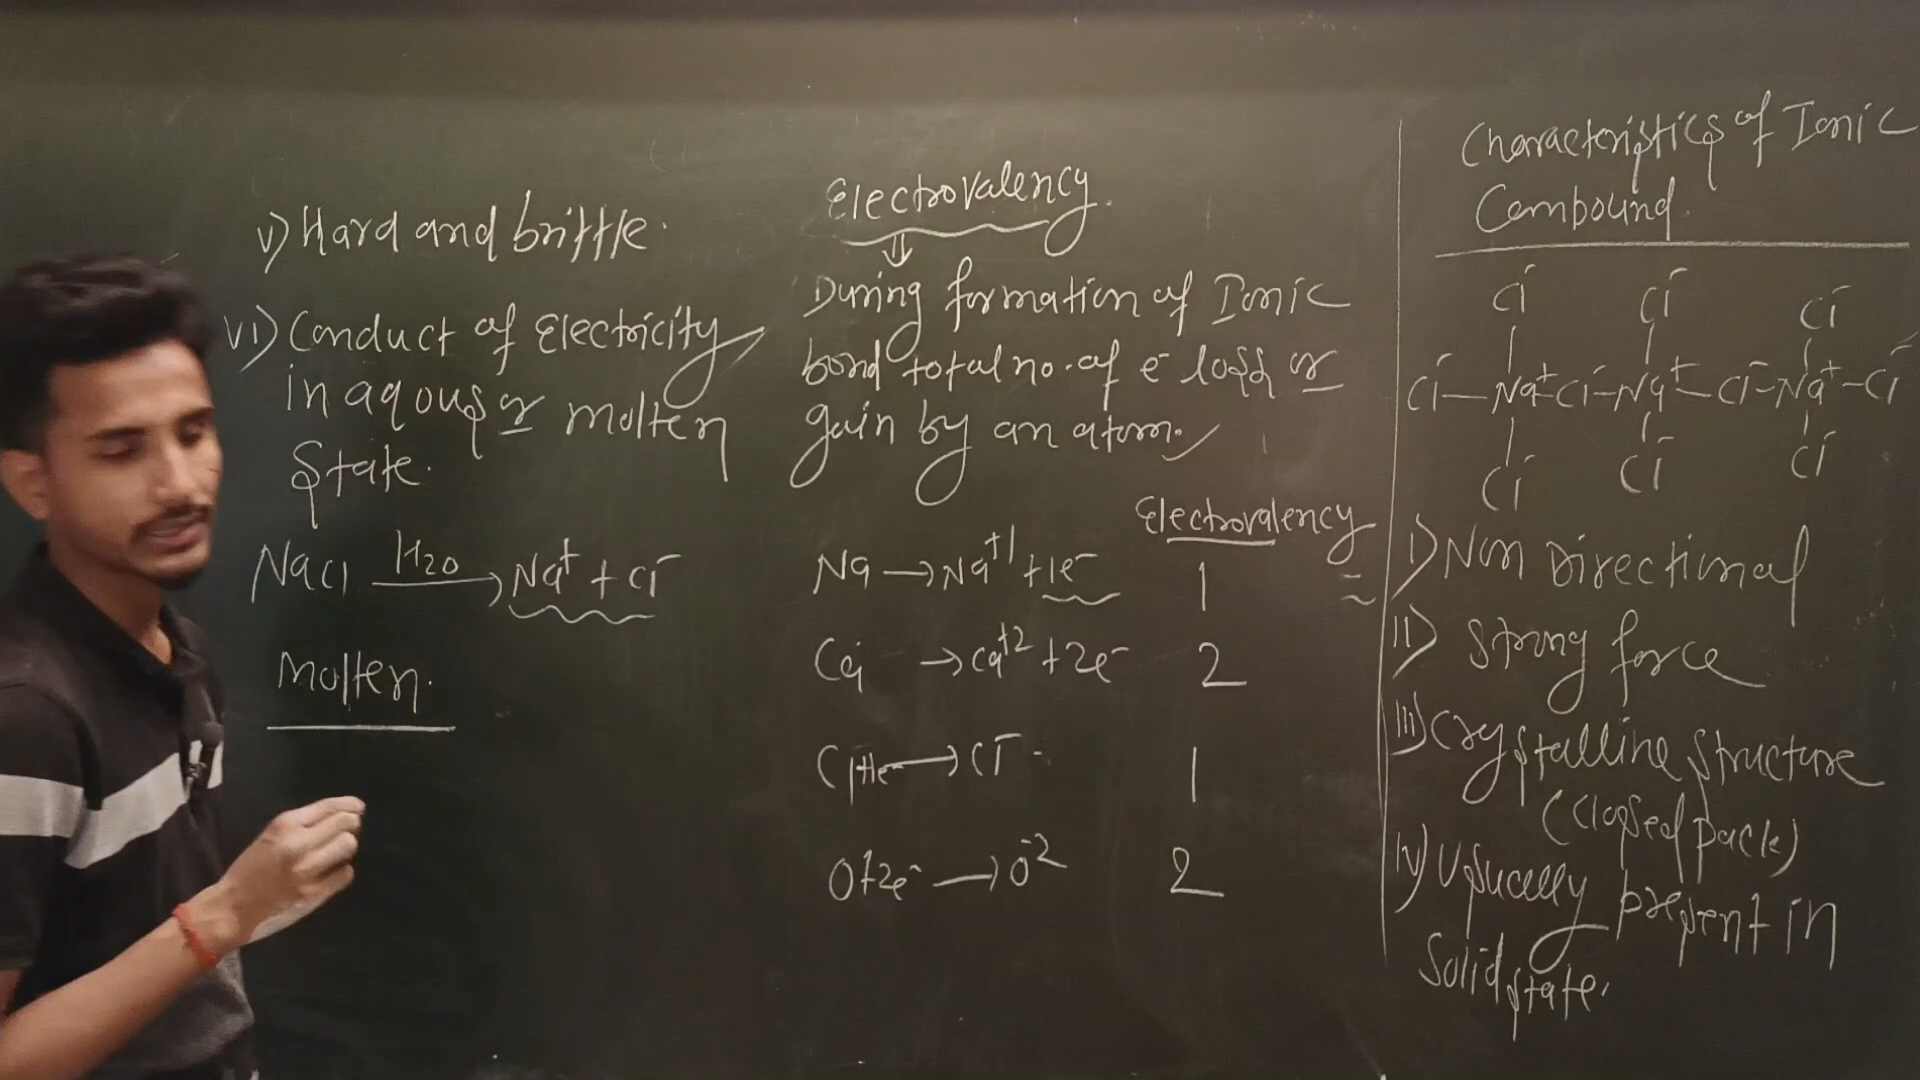 v) Hard and brittle.
vi) Conduct of Electricity
in aqous or molten
State.
NaCl —H2O→ Na+ + Cl-
Molten.
Electrovalency.
⇓
During formation of Ionic
bond total no. of e- loss or
gain by an atom.
Electrovalency
Na → Na+1 + 1e- 1
Ca → Ca+2 + 2e- 2
Cl+1e- → Cl- 1
O+2e- → O-2 2
Characteristics of Ionic
Compound.
Cl- Cl- Cl-
Cl- — Na+ Cl- — Na+ — Cl- — Na+ — Cl-
Cl- Cl- Cl-
I) Non Directional
II) Strong force
III) Crystalline Structure
(Closed pack)
IV) Usually present in
Solid state.